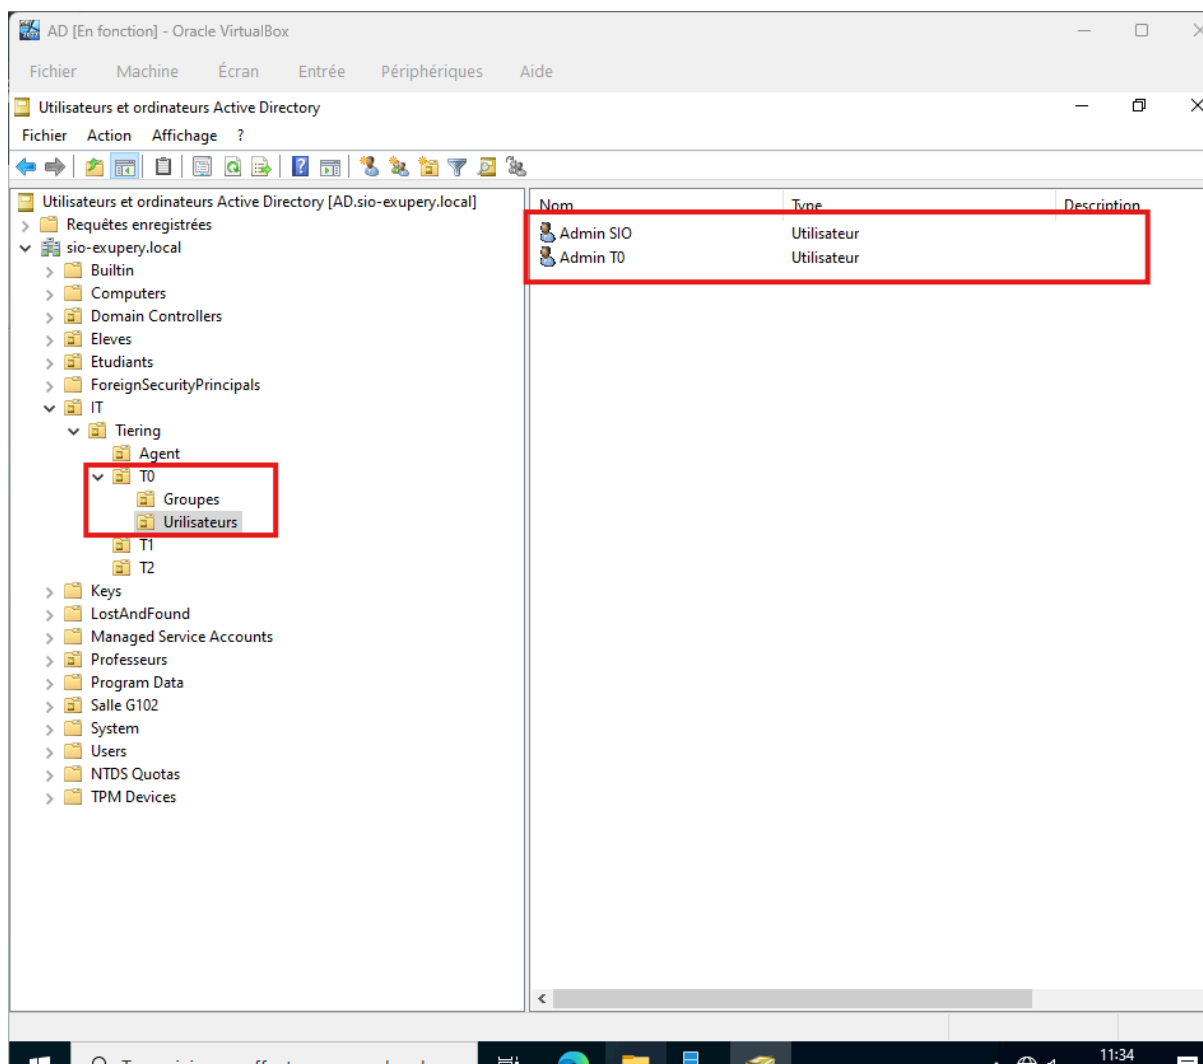 AD [En fonction] - Oracle VirtualBox
Fichier Machine Écran Entrée Périphériques Aide
Utilisateurs et ordinateurs Active Directory
Fichier Action Affichage ?
Utilisateurs et ordinateurs Active Directory [AD.sio-exupery.local]
Requêtes enregistrées
sio-exupery.local
Builtin
Computers
Domain Controllers
Eleves
Etudiants
ForeignSecurityPrincipals
IT
Tiering
Agent
T0
Groupes
Urilisateurs
T1
T2
Keys
LostAndFound
Managed Service Accounts
Professeurs
Program Data
Salle G102
System
Users
NTDS Quotas
TPM Devices
Nom Type Description
Admin SIO Utilisateur
Admin T0 Utilisateur
11:34